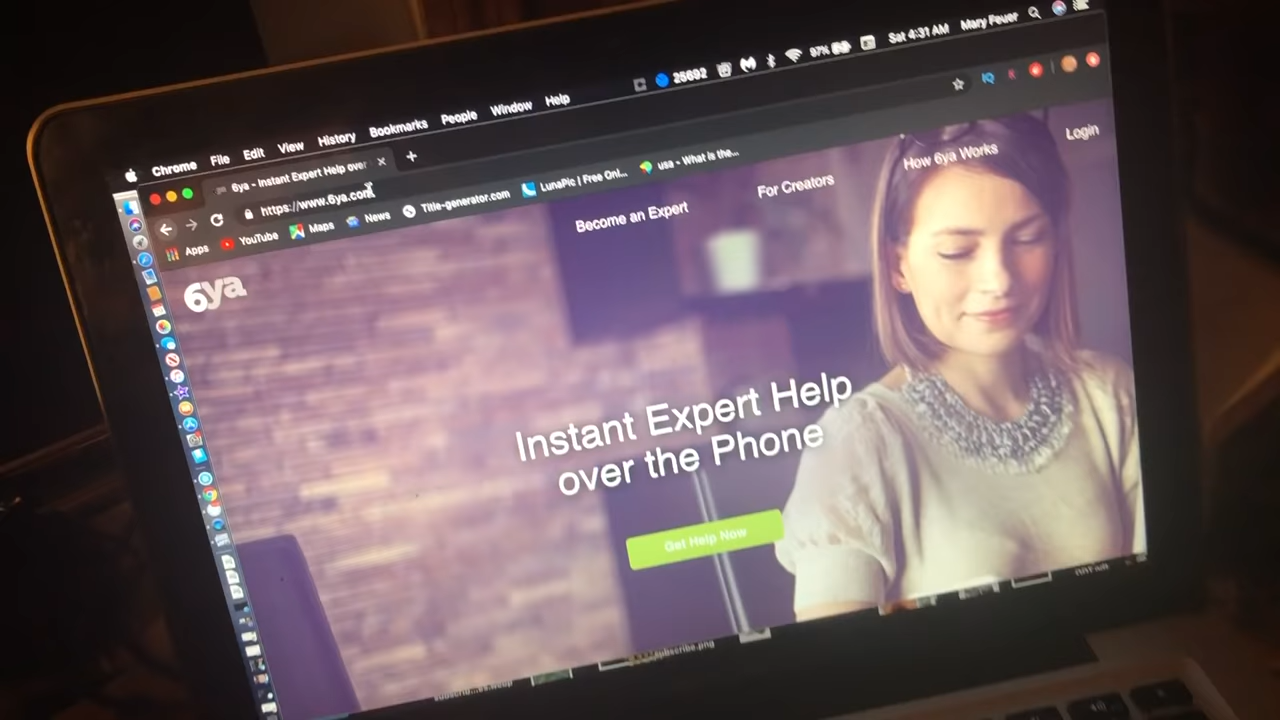 Chrome File Edit View History Bookmarks People Window Help 25692 97% Sat 4:31 AM Mary Feuer
6ya - Instant Expert Help over
https://www.6ya.com
Apps YouTube Maps News Title-generator.com LunaPic | Free Onl... usa - What is the...
6ya
Become an Expert For Creators How 6ya Works Login
Instant Expert Help
over the Phone
Get Help Now